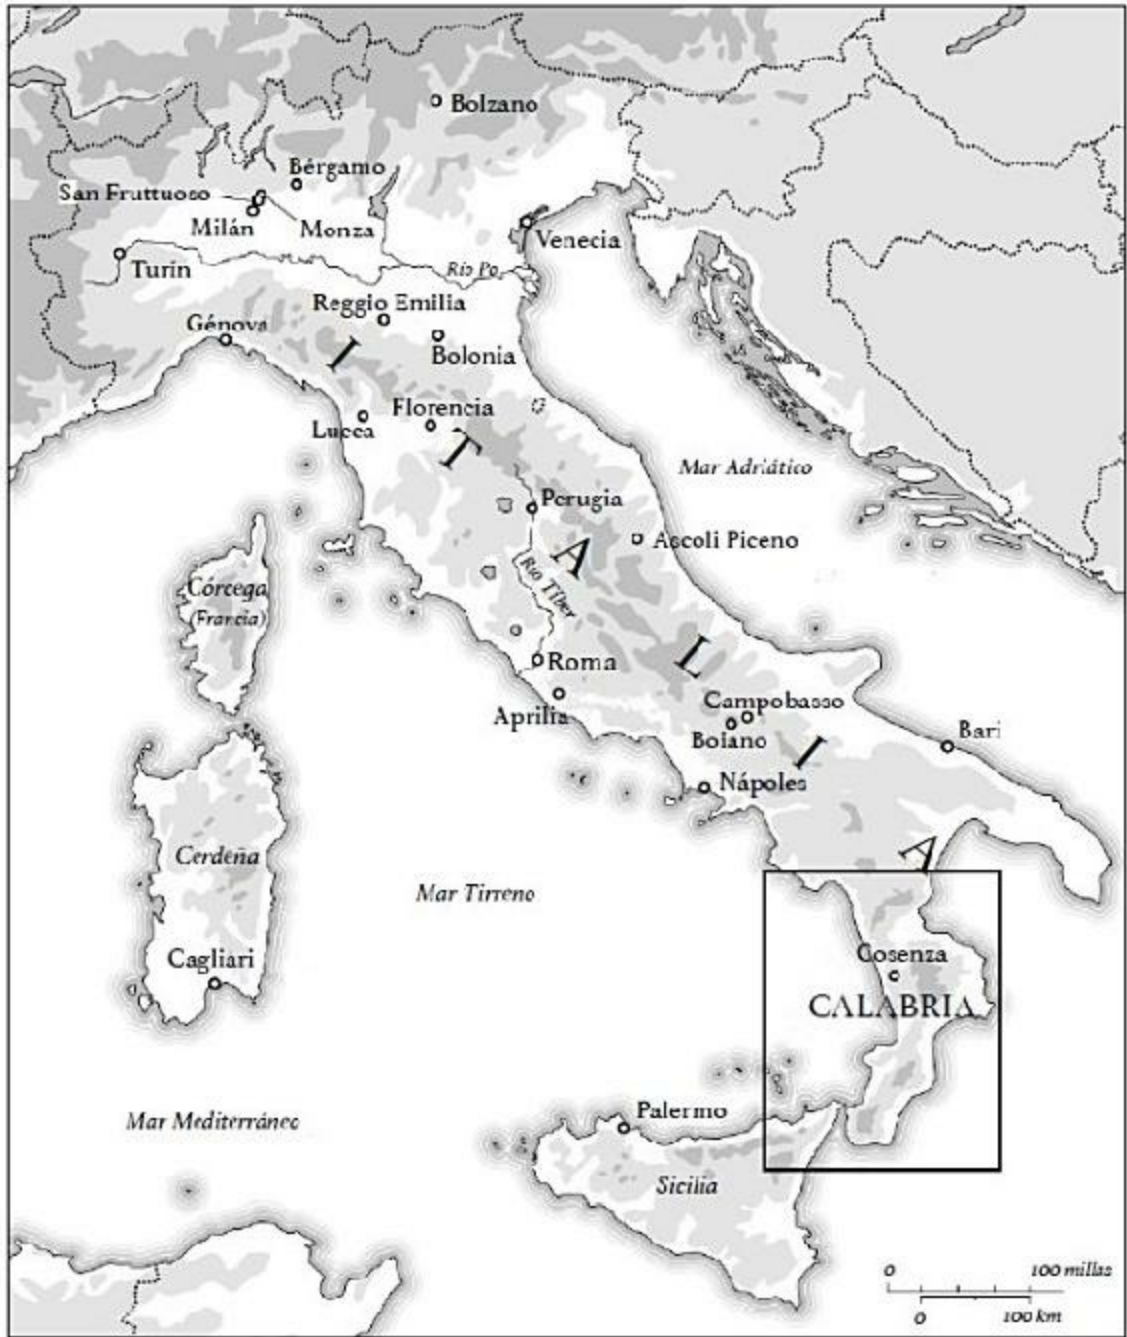 Bolzano
Bérgamo
San Fruttuoso
Milán
Monza
Venecia
Turín
Río Po
Reggio Emilia
Génova
Bolonia
Florencia
Lucca
Mar Adriático
Perugia
Ascoli Piceno
Río Tíber
Córcega
(Francia)
Roma
Aprilia
Campobasso
Boiano
Bari
Nápoles
I T A L I A
Cerdeña
Mar Tirreno
Cagliari
Cosenza
CALABRIA
Palermo
Mar Mediterráneo
Sicilia
0 100 millas
0 100 km